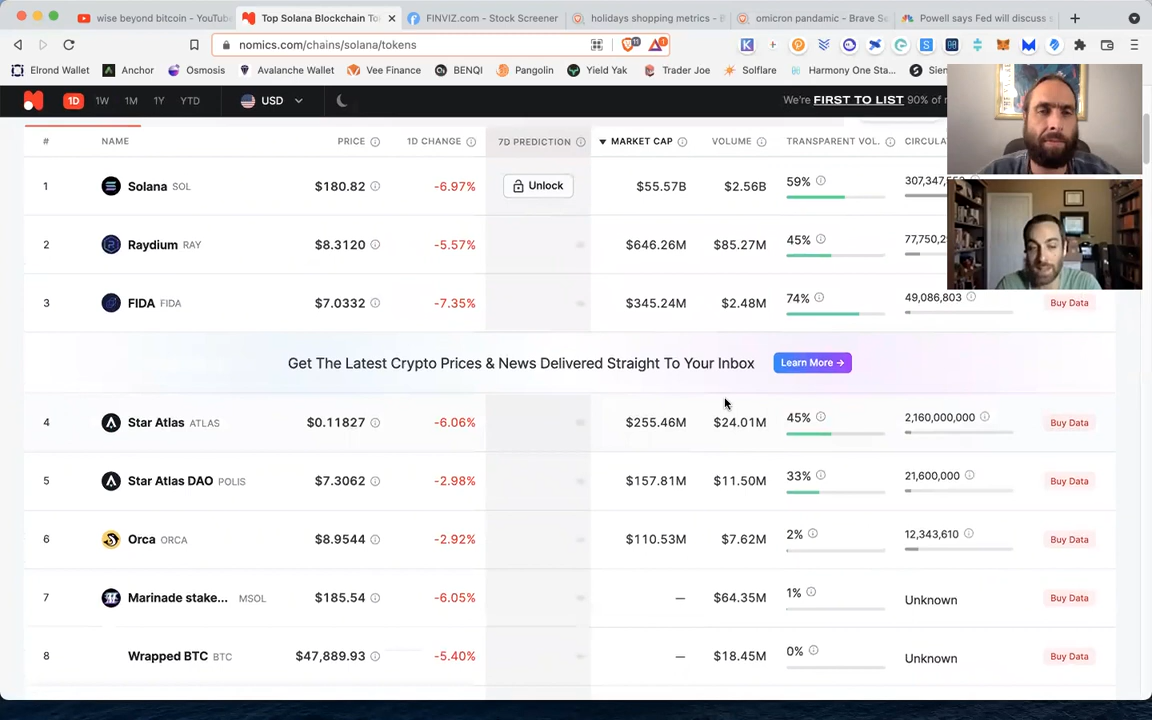 wise beyond bitcoin - YouTube
Top Solana Blockchain To
FINVIZ.com - Stock Screener
holidays shopping metrics - B
omicron pandemic - Brave Se
Powell says Fed will discuss s
nomics.com/chains/solana/tokens
Elrond Wallet
Anchor
Osmosis
Avalanche Wallet
Vee Finance
BENQI
Pangolin
Yield Yak
Trader Joe
Solflare
Harmony One Sta...
Sien
1D 1W 1M 1Y YTD USD We're FIRST TO LIST 90% of n
# NAME PRICE 1D CHANGE 7D PREDICTION MARKET CAP VOLUME TRANSPARENT VOL. CIRCULA
1 Solana SOL $180.82 -6.97% Unlock $55.57B $2.56B 59%
2 Raydium RAY $8.3120 -5.57% $646.26M $85.27M 45% 77,750,2
3 FIDA FIDA $7.0332 -7.35% $345.24M $2.48M 74% 49,086,803 Buy Data
Get The Latest Crypto Prices & News Delivered Straight To Your Inbox Learn More →
4 Star Atlas ATLAS $0.11827 -6.06% $255.46M $24.01M 45% 2,160,000,000 Buy Data
5 Star Atlas DAO POLIS $7.3062 -2.98% $157.81M $11.50M 33% 21,600,000 Buy Data
6 Orca ORCA $8.9544 -2.92% $110.53M $7.62M 2% 12,343,610 Buy Data
7 Marinade stake... MSOL $185.54 -6.05% — $64.35M 1% Unknown Buy Data
8 Wrapped BTC BTC $47,889.93 -5.40% — $18.45M 0% Unknown Buy Data